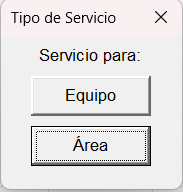 Tipo de Servicio
Servicio para:
Equipo
Área